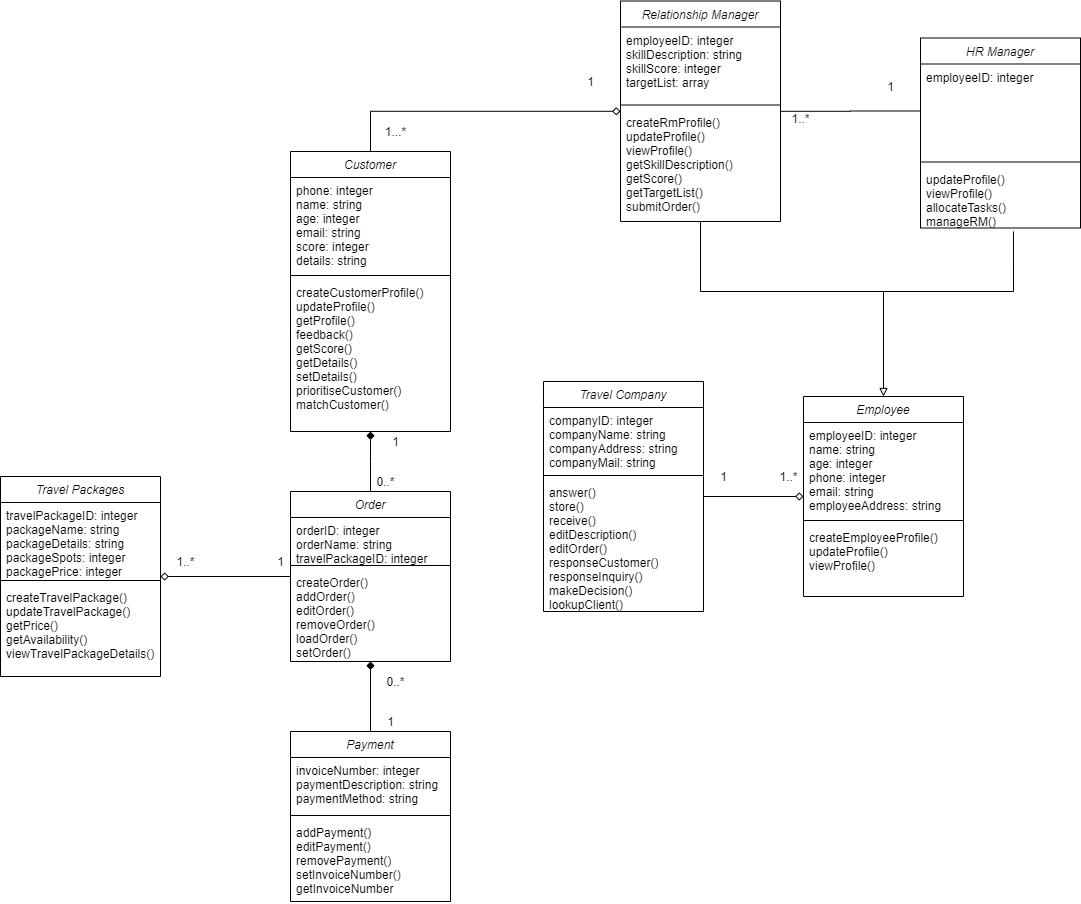 Relationship Manager
employeeID: integer
skillDescription: string
skillScore: integer
targetList: array
createRmProfile()
updateProfile()
viewProfile()
getSkillDescription()
getScore()
getTargetList()
submitOrder()
HR Manager
employeeID: integer
updateProfile()
viewProfile()
allocateTasks()
manageRM()
1
1..*
1
1...*
Customer
phone: integer
name: string
age: integer
email: string
score: integer
details: string
createCustomerProfile()
updateProfile()
getProfile()
feedback()
getScore()
getDetails()
setDetails()
prioritiseCustomer()
matchCustomer()
1
0..*
Travel Company
companyID: integer
companyName: string
companyAddress: string
companyMail: string
answer()
store()
receive()
editDescription()
editOrder()
responseCustomer()
responseInquiry()
makeDecision()
lookupClient()
1
1..*
Employee
employeeID: integer
name: string
age: integer
phone: integer
email: string
employeeAddress: string
createEmployeeProfile()
updateProfile()
viewProfile()
Travel Packages
travelPackageID: integer
packageName: string
packageDetails: string
packageSpots: integer
packagePrice: integer
createTravelPackage()
updateTravelPackage()
getPrice()
getAvailability()
viewTravelPackageDetails()
1..*
1
Order
orderID: integer
orderName: string
travelPackageID: integer
createOrder()
addOrder()
editOrder()
removeOrder()
loadOrder()
setOrder()
0..*
1
Payment
invoiceNumber: integer
paymentDescription: string
paymentMethod: string
addPayment()
editPayment()
removePayment()
setInvoiceNumber()
getInvoiceNumber